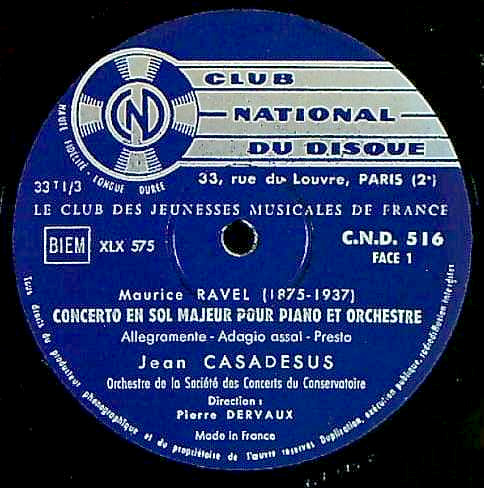 CLUB
NATIONAL
DU DISQUE
CND
HAUTE FIDÉLITÉ - LONGUE DURÉE
33 T 1/3
33, rue du Louvre, PARIS (2e)
LE CLUB DES JEUNESSES MUSICALES DE FRANCE
BIEM XLX 575
C.N.D. 516
FACE 1
Maurice RAVEL (1875-1937)
CONCERTO EN SOL MAJEUR POUR PIANO ET ORCHESTRE
Allegramente - Adagio assai - Presto
Jean CASADESUS
Orchestre de la Société des Concerts du Conservatoire
Direction :
Pierre DERVAUX
Made in France
Tous droits du producteur phonographique et du propriétaire de l'œuvre reservés Duplication, exécution publique, radiodiffusion interdites